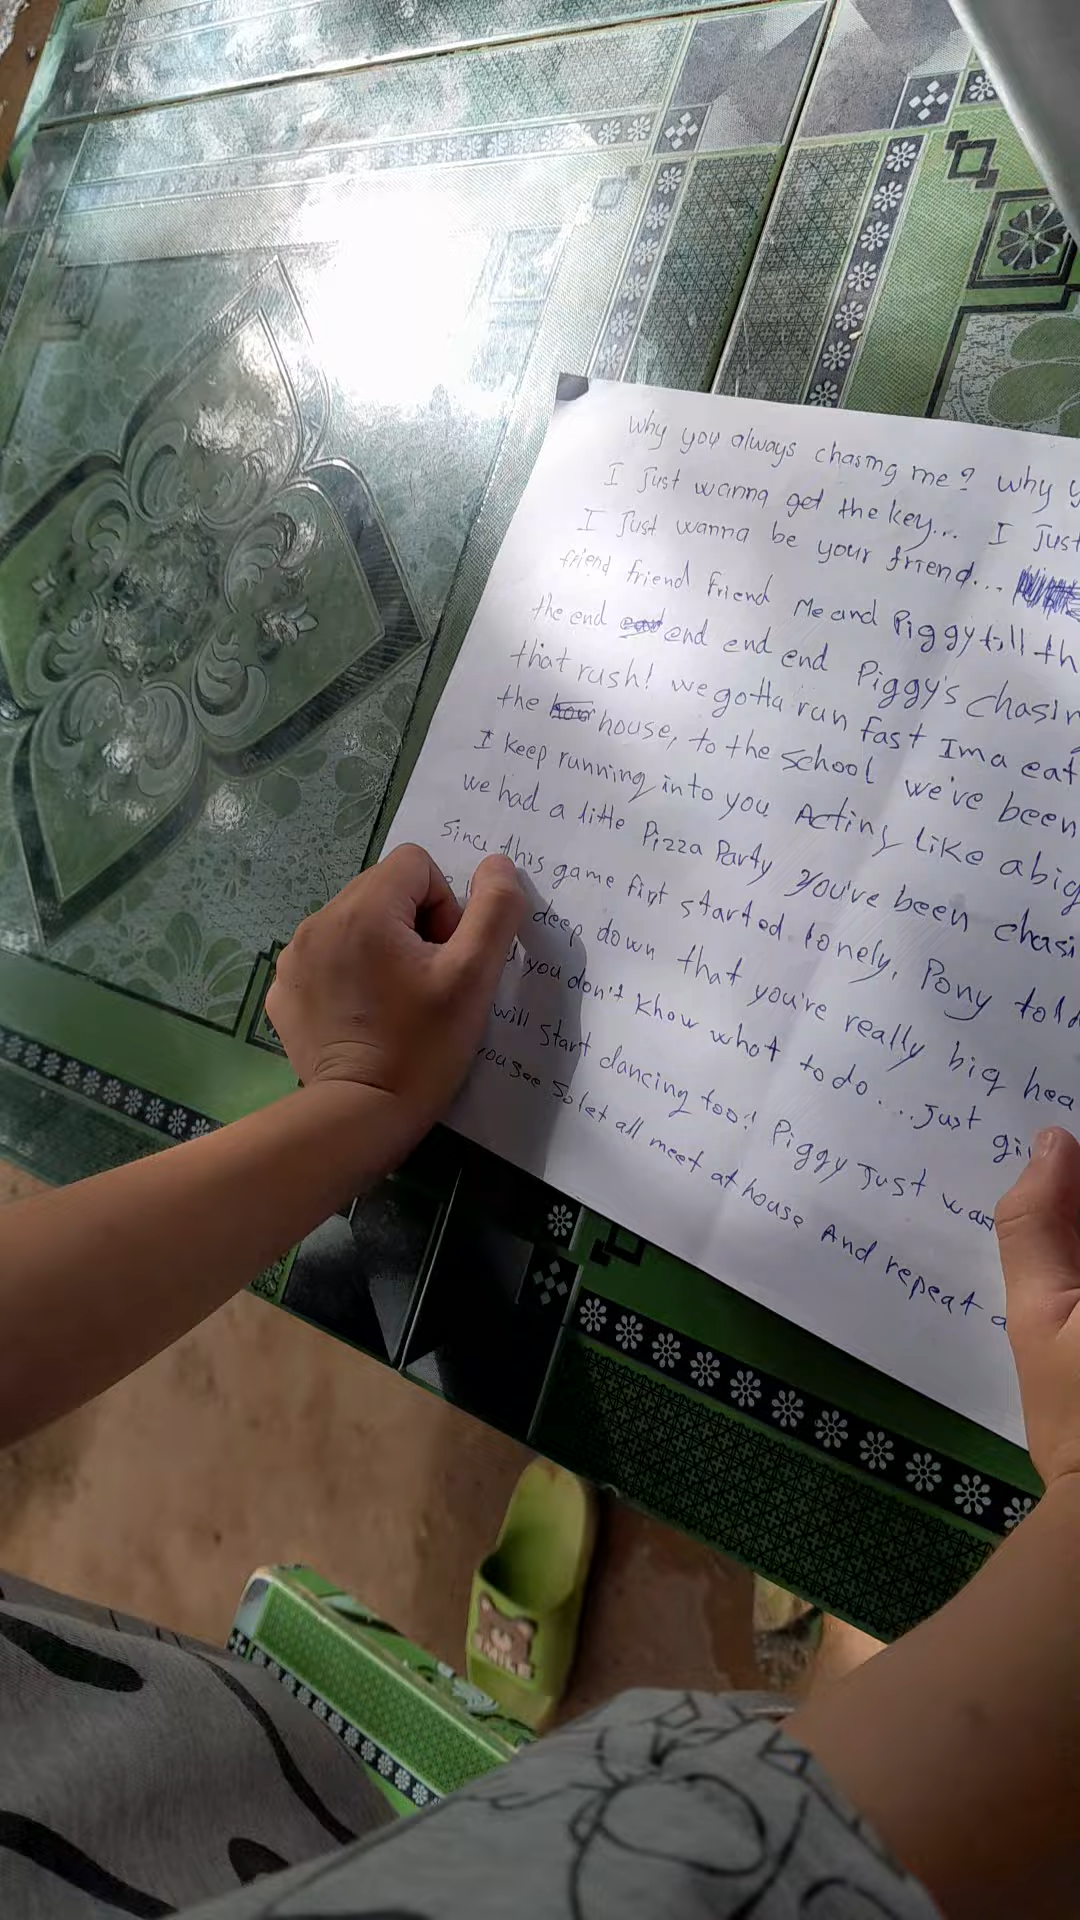 Why you always chasing me? why y
I Just wanna get the key... I Just
I Just wanna be your friend...
friend friend Friend Me and Piggy till th
the end end end end Piggy's chasin
that rush! we gotta run fast Ima eat
the house, to the school we've been
I keep running into you Acting like a big
we had a little Pizza Party You've been chasi
Since this game first started lonely, Pony told
deep down that you're really big hea
you don't know what to do.... Just gi
will start dancing too!! Piggy Just wan
you see So let all meet at house And repeat a
SMILE